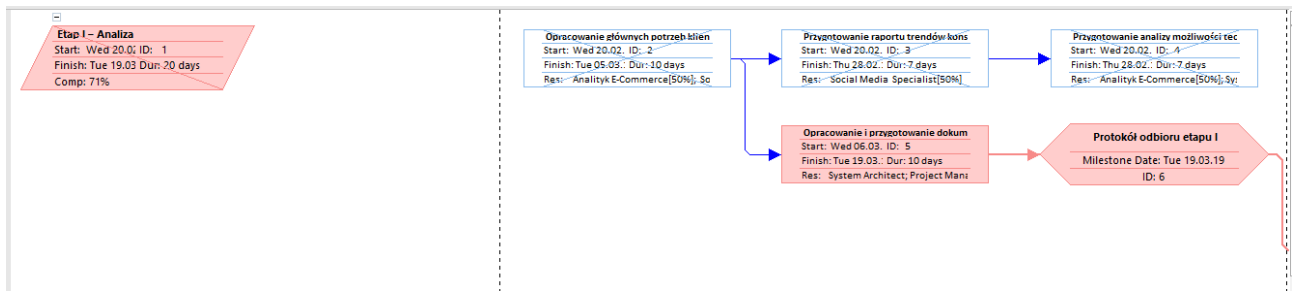 Etap I – Analiza
Start: Wed 20.0; ID: 1
Finish: Tue 19.03 Dur: 20 days
Comp: 71%
Opracowanie głównych potrzeb klien
Start: Wed 20.02. ID: 2
Finish: Tue 05.03.: Dur: 10 days
Res: Analityk E-Commerce[50%]; Sc
Przygotowanie raportu trendów kons
Start: Wed 20.02. ID: 3
Finish: Thu 28.02.: Dur: 7 days
Res: Social Media Specialist[50%]
Przygotowanie analizy możliwości tec
Start: Wed 20.02. ID: 4
Finish: Thu 28.02.: Dur: 7 days
Res: Analityk E-Commerce[50%]; Sy:
Opracowanie i przygotowanie dokum
Start: Wed 06.03. ID: 5
Finish: Tue 19.03.: Dur: 10 days
Res: System Architect; Project Mana
Protokół odbioru etapu I
Milestone Date: Tue 19.03.19
ID: 6